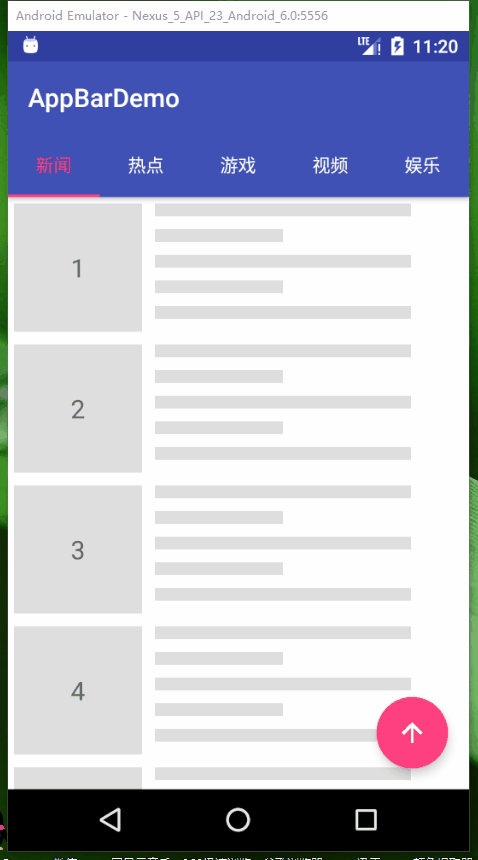 Android Emulator - Nexus_5_API_23_Android_6.0:5556
LTE 11:20
AppBarDemo
新闻 热点 游戏 视频 娱乐
1
2
3
4